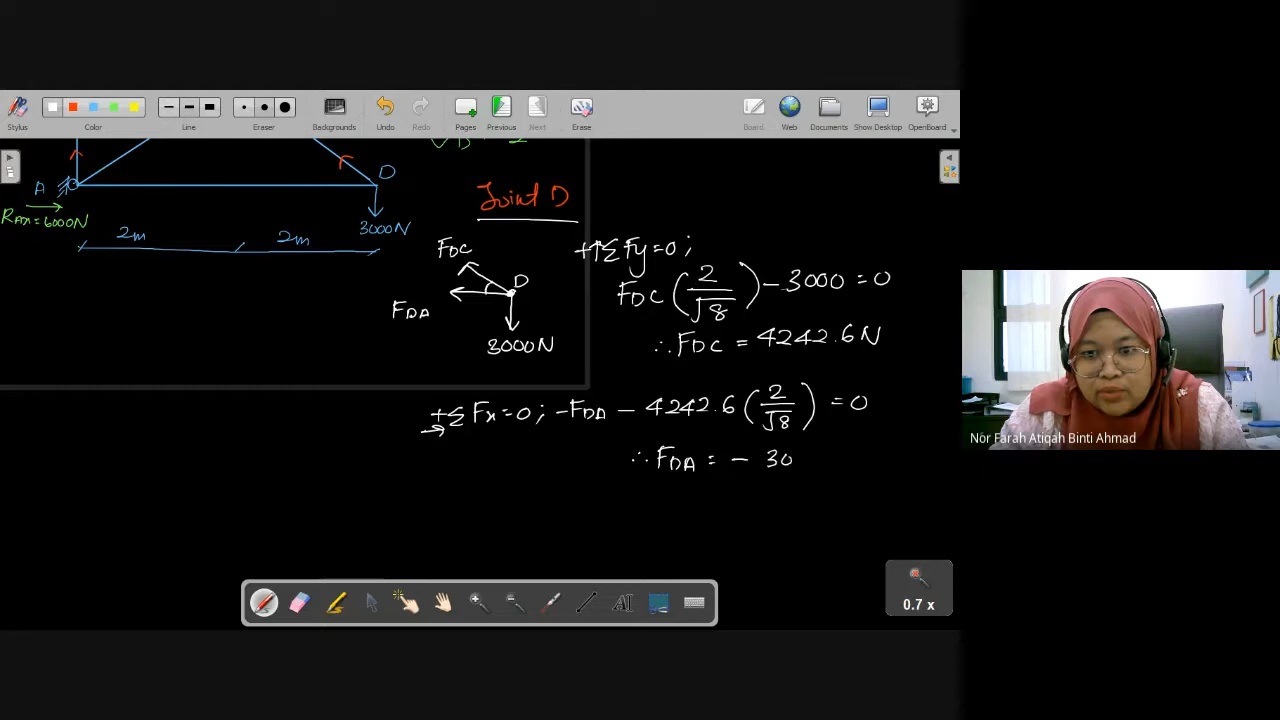 Stylus
Color
Line
Eraser
Backgrounds
Undo
Redo
Pages
Previous
Next
Erase
Board
Web
Documents
Show Desktop
OpenBoard
A
D
RAx = 6000N
3000N
2m
2m
Joint D
FDC
D
FDA
3000N
+↑ΣFy=0;
FDC (2/√8) - 3000 = 0
∴FDC = 4242.6 N
+→ΣFx=0; -FDA - 4242.6 (2/√8) = 0
∴FDA = - 30
Nor Farah Atiqah Binti Ahmad
AI
0.7 x